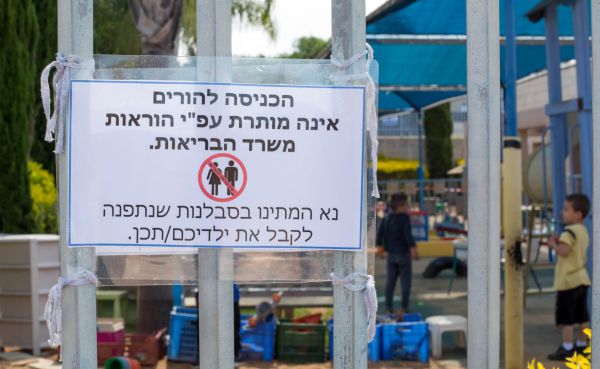 הכניסה להורים
אינה מותרת עפ"י הוראות
משרד הבריאות.
נא המתינו בסבלנות שנתפנה
לקבל את ילדיכם/תכן.